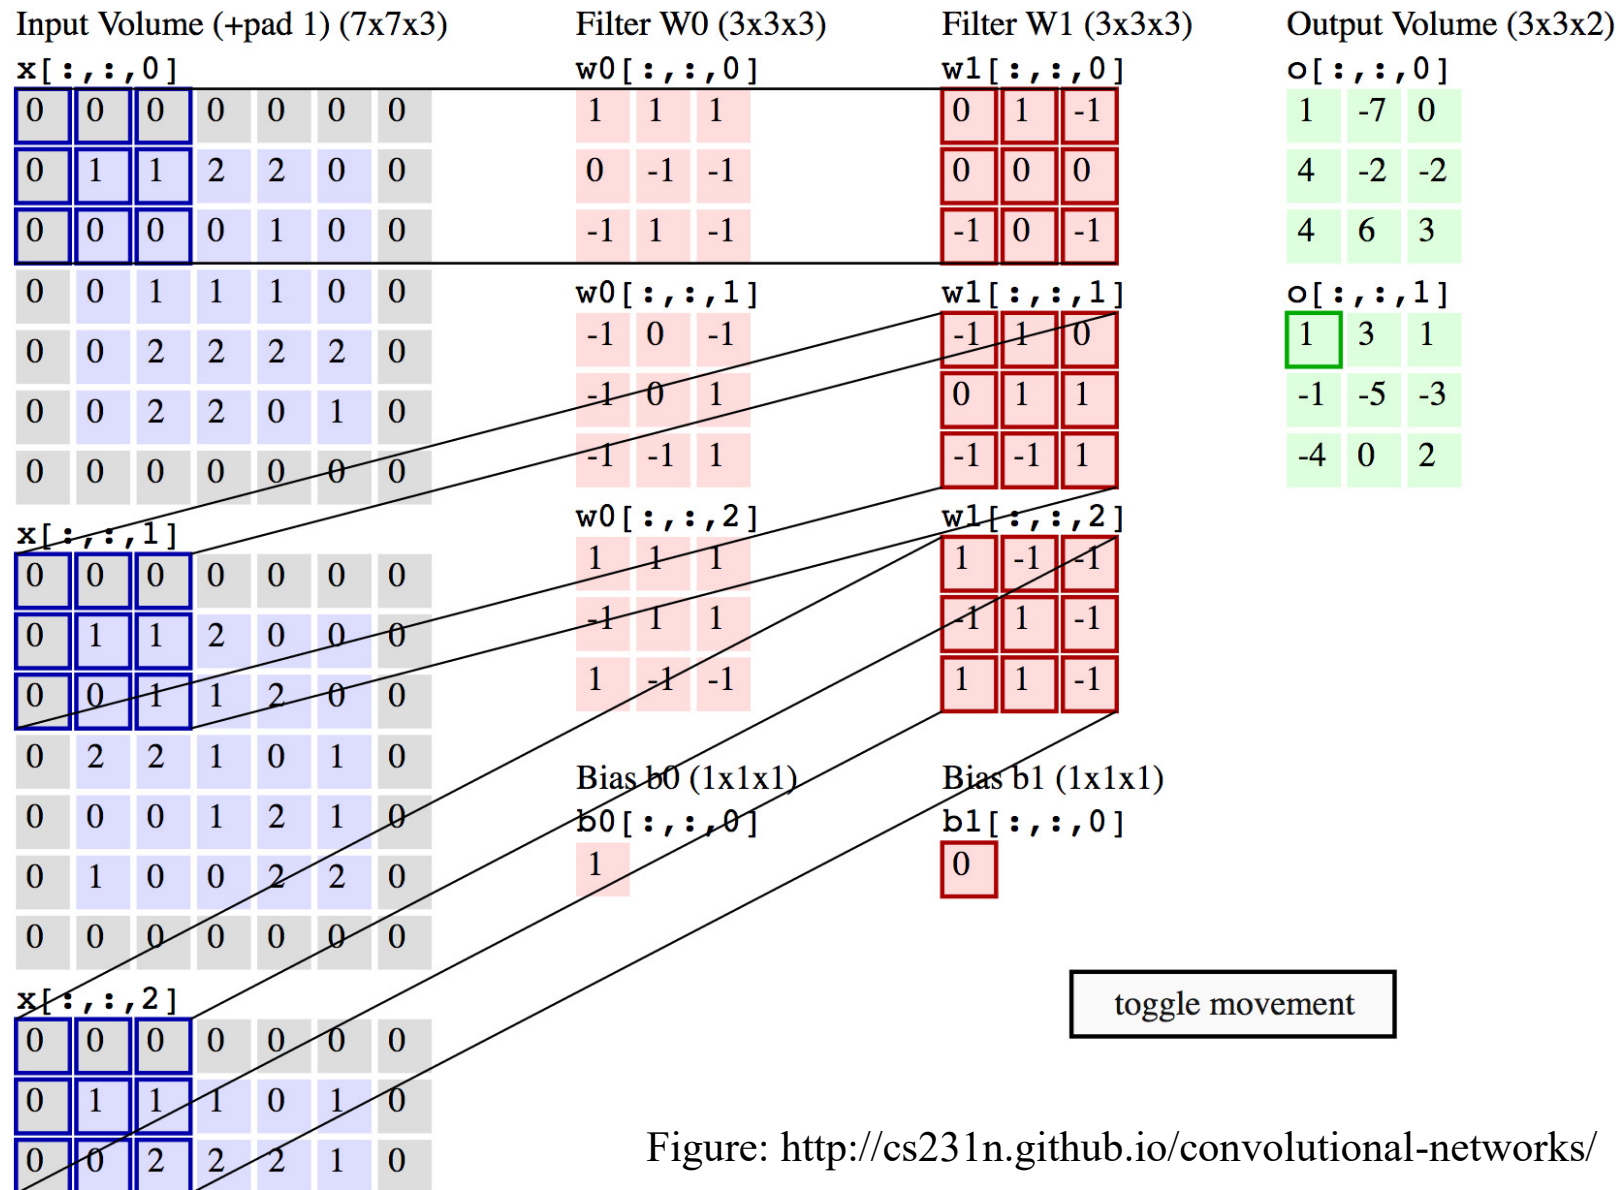 Input Volume (+pad 1) (7x7x3)
x[:,:,0]
0 0 0 0 0 0 0
0 1 1 2 2 0 0
0 0 0 0 1 0 0
0 0 1 1 1 0 0
0 0 2 2 2 2 0
0 0 2 2 0 1 0
0 0 0 0 0 0 0
x[:,:,1]
0 0 0 0 0 0 0
0 1 1 2 0 0 0
0 0 1 1 2 0 0
0 2 2 1 0 1 0
0 0 0 1 2 1 0
0 1 0 0 2 2 0
0 0 0 0 0 0 0
x[:,:,2]
0 0 0 0 0 0 0
0 1 1 1 0 1 0
0 0 2 2 2 1 0
Filter W0 (3x3x3)
w0[:,:,0]
1 1 1
0 -1 -1
-1 1 -1
w0[:,:,1]
-1 0 -1
-1 0 1
-1 -1 1
w0[:,:,2]
1 1 1
-1 1 1
1 -1 -1
Bias b0 (1x1x1)
b0[:,:,0]
1
Filter W1 (3x3x3)
w1[:,:,0]
0 1 -1
0 0 0
-1 0 -1
w1[:,:,1]
-1 1 0
0 1 1
-1 -1 1
w1[:,:,2]
1 -1 -1
-1 1 -1
1 1 -1
Bias b1 (1x1x1)
b1[:,:,0]
0
Output Volume (3x3x2)
o[:,:,0]
1 -7 0
4 -2 -2
4 6 3
o[:,:,1]
1 3 1
-1 -5 -3
-4 0 2
toggle movement
Figure: http://cs231n.github.io/convolutional-networks/